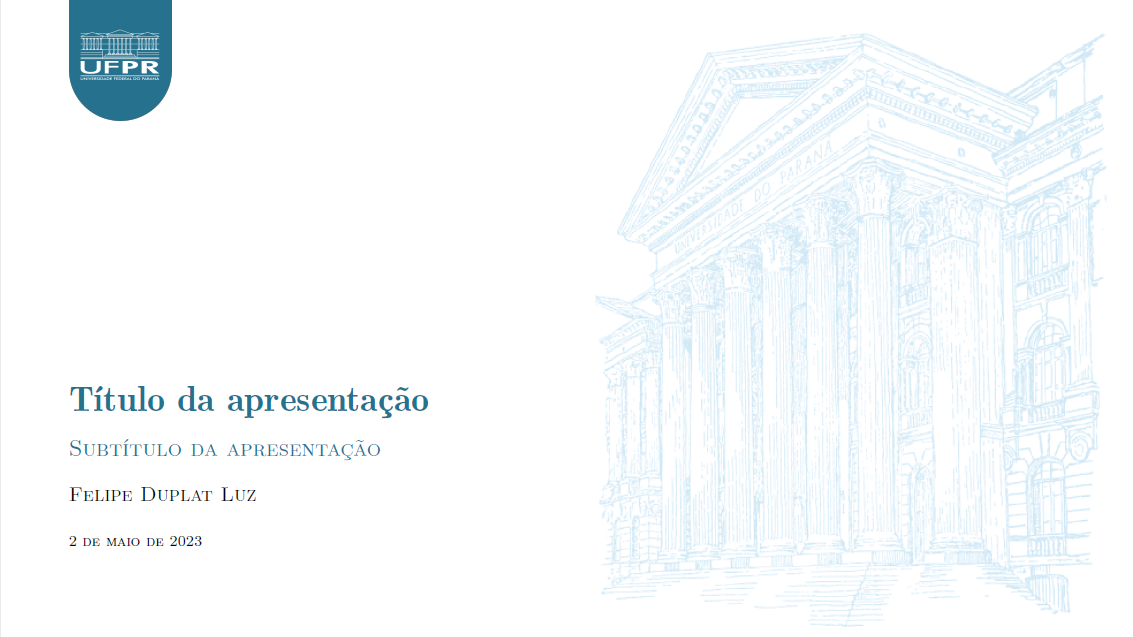 UFPR
UNIVERSIDADE FEDERAL DO PARANÁ
UNIVERSIDADE DO PARANÁ
Título da apresentação
Subtítulo da apresentação
Felipe Duplat Luz
2 de maio de 2023